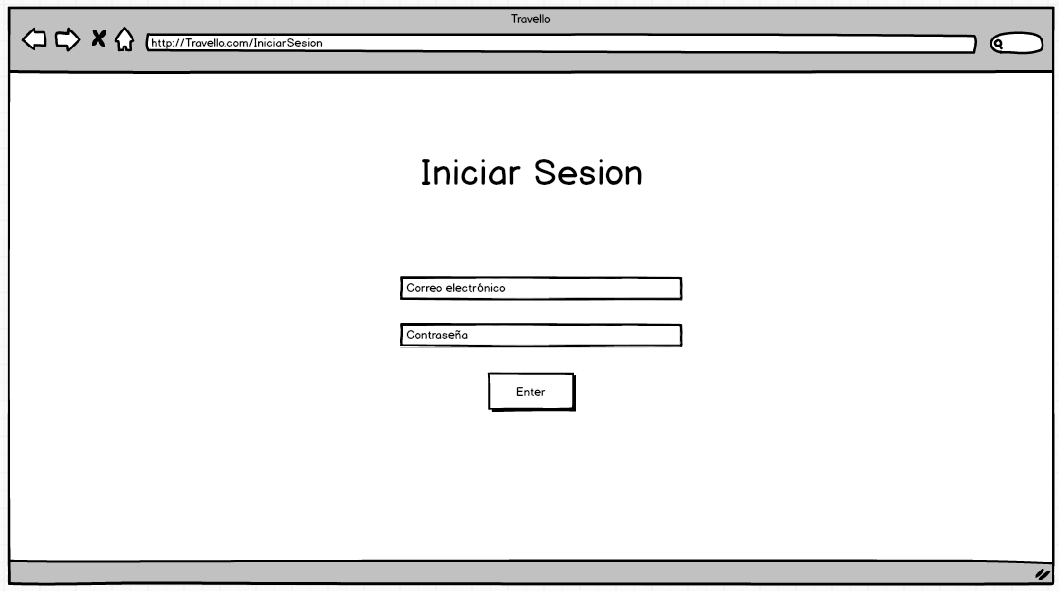 Travello
http://Travello.com/IniciarSesion
Iniciar Sesion
Correo electrónico
Contraseña
Enter